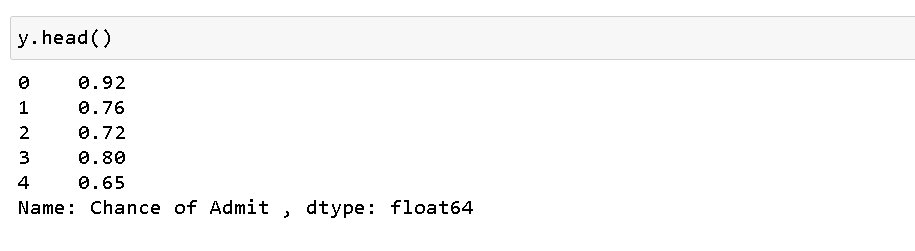 y.head()
0    0.92
1    0.76
2    0.72
3    0.80
4    0.65
Name: Chance of Admit , dtype: float64